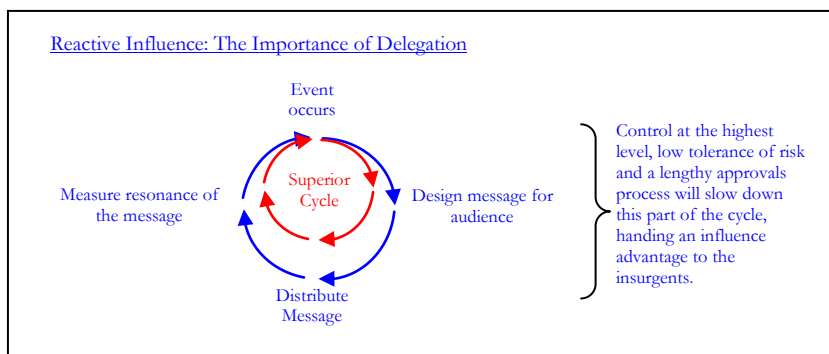 Reactive Influence: The Importance of Delegation
Event
occurs
Measure resonance of
the message
Superior
Cycle
Design message for
audience
Distribute
Message
Control at the highest
level, low tolerance of risk
and a lengthy approvals
process will slow down
this part of the cycle,
handing an influence
advantage to the
insurgents.